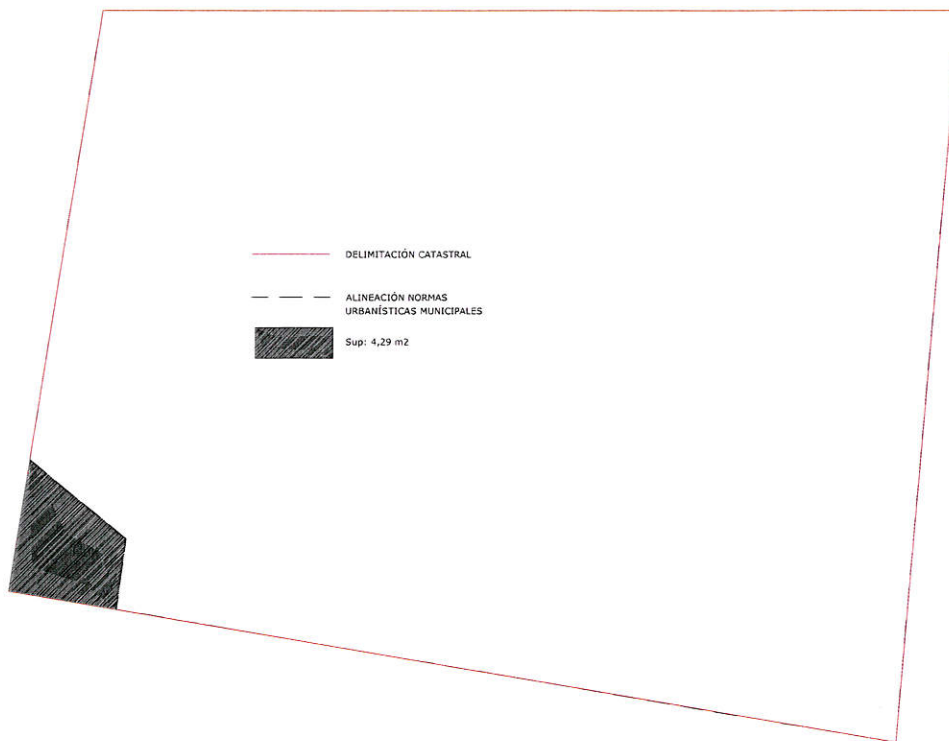 DELIMITACIÓN CATASTRAL
ALINEACIÓN NORMAS
URBANÍSTICAS MUNICIPALES
Sup: 4,29 m2